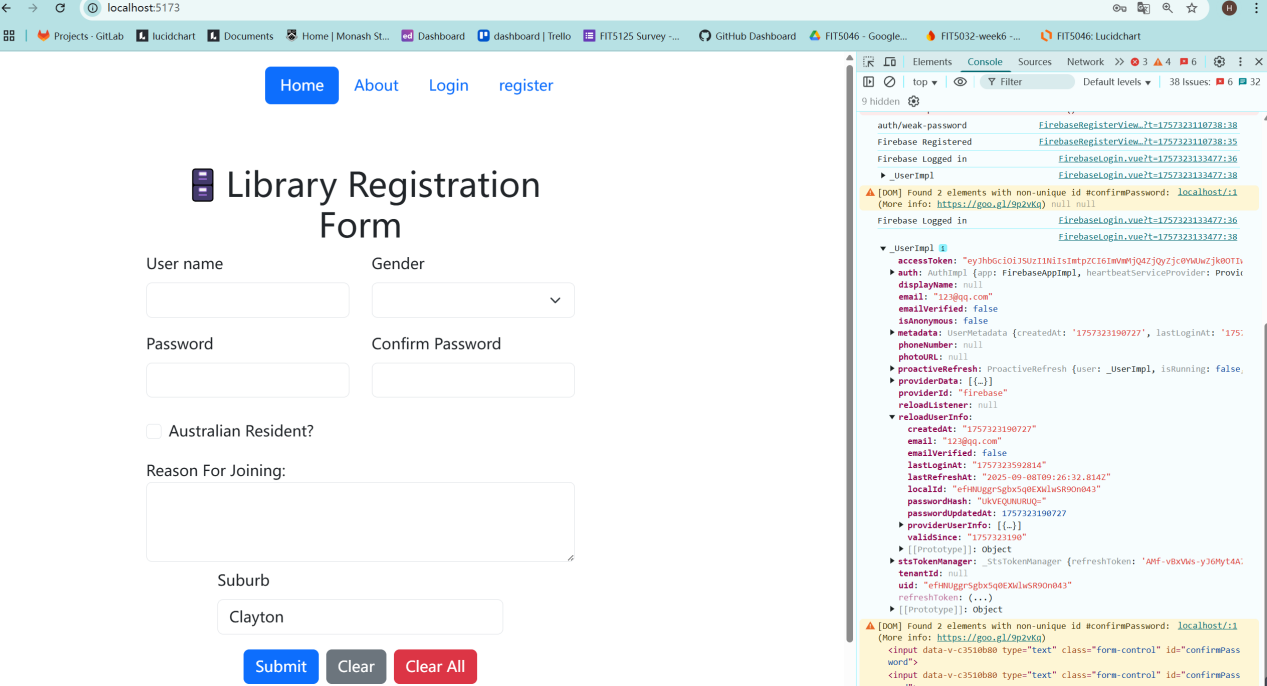 localhost:5173
H
Projects · GitLab
lucidchart
Documents
Home | Monash St...
Dashboard
dashboard | Trello
FIT5125 Survey -...
GitHub Dashboard
FIT5046 - Google...
FIT5032-week6 -...
FIT5046: Lucidchart
Home
About
Login
register
Library Registration
Form
User name
Gender
Password
Confirm Password
Australian Resident?
Reason For Joining:
Suburb
Clayton
Submit
Clear
Clear All
Elements
Console
Sources
Network
3
4
6
top
Filter
Default levels
38 Issues: 6 32
9 hidden
auth/weak-password FirebaseRegisterView…?t=1757323110738:38
Firebase Registered FirebaseRegisterView…?t=1757323110738:35
Firebase Logged in FirebaseLogin.vue?t=1757323133477:36
_UserImpl FirebaseLogin.vue?t=1757323133477:38
[DOM] Found 2 elements with non-unique id #confirmPassword: localhost/:1
(More info: https://goo.gl/9p2vKq) null null
Firebase Logged in FirebaseLogin.vue?t=1757323133477:36
FirebaseLogin.vue?t=1757323133477:38
_UserImpl i
accessToken:
auth: AuthImpl {app: FirebaseAppImpl, heartbeatServiceProvider:
displayName: null
email: "123@qq.com"
emailVerified: false
isAnonymous: false
metadata: UserMetadata {createdAt: '1757323190727', lastLoginAt:
phoneNumber: null
photoURL: null
proactiveRefresh: ProactiveRefresh {user: _UserImpl, isRunning: false,
providerData: [{…}]
providerId: "firebase"
reloadListener: null
reloadUserInfo:
createdAt: "1757323190727"
email: "123@qq.com"
emailVerified: false
lastLoginAt: "1757323592814"
lastRefreshAt: "2025-09-08T09:26:32.814Z"
localId: "efHNUggrSgbx5q0EXWlwSR9On043"
passwordHash: "UkVEQUNURUQ="
passwordUpdatedAt: 1757323190727
providerUserInfo: [{…}]
validSince: "1757323190"
[[Prototype]]: Object
stsTokenManager: _StsTokenManager {refreshToken:
tenantId: null
uid: "efHNUggrSgbx5q0EXWlwSR9On043"
refreshToken: (...)
[[Prototype]]: Object
[DOM] Found 2 elements with non-unique id #confirmPassword: localhost/:1
(More info: https://goo.gl/9p2vKq)
<input data-v-c3510b80 type="text" class="form-control" id="confirmPass
word">
<input data-v-c3510b80 type="text" class="form-control" id="confirmPass